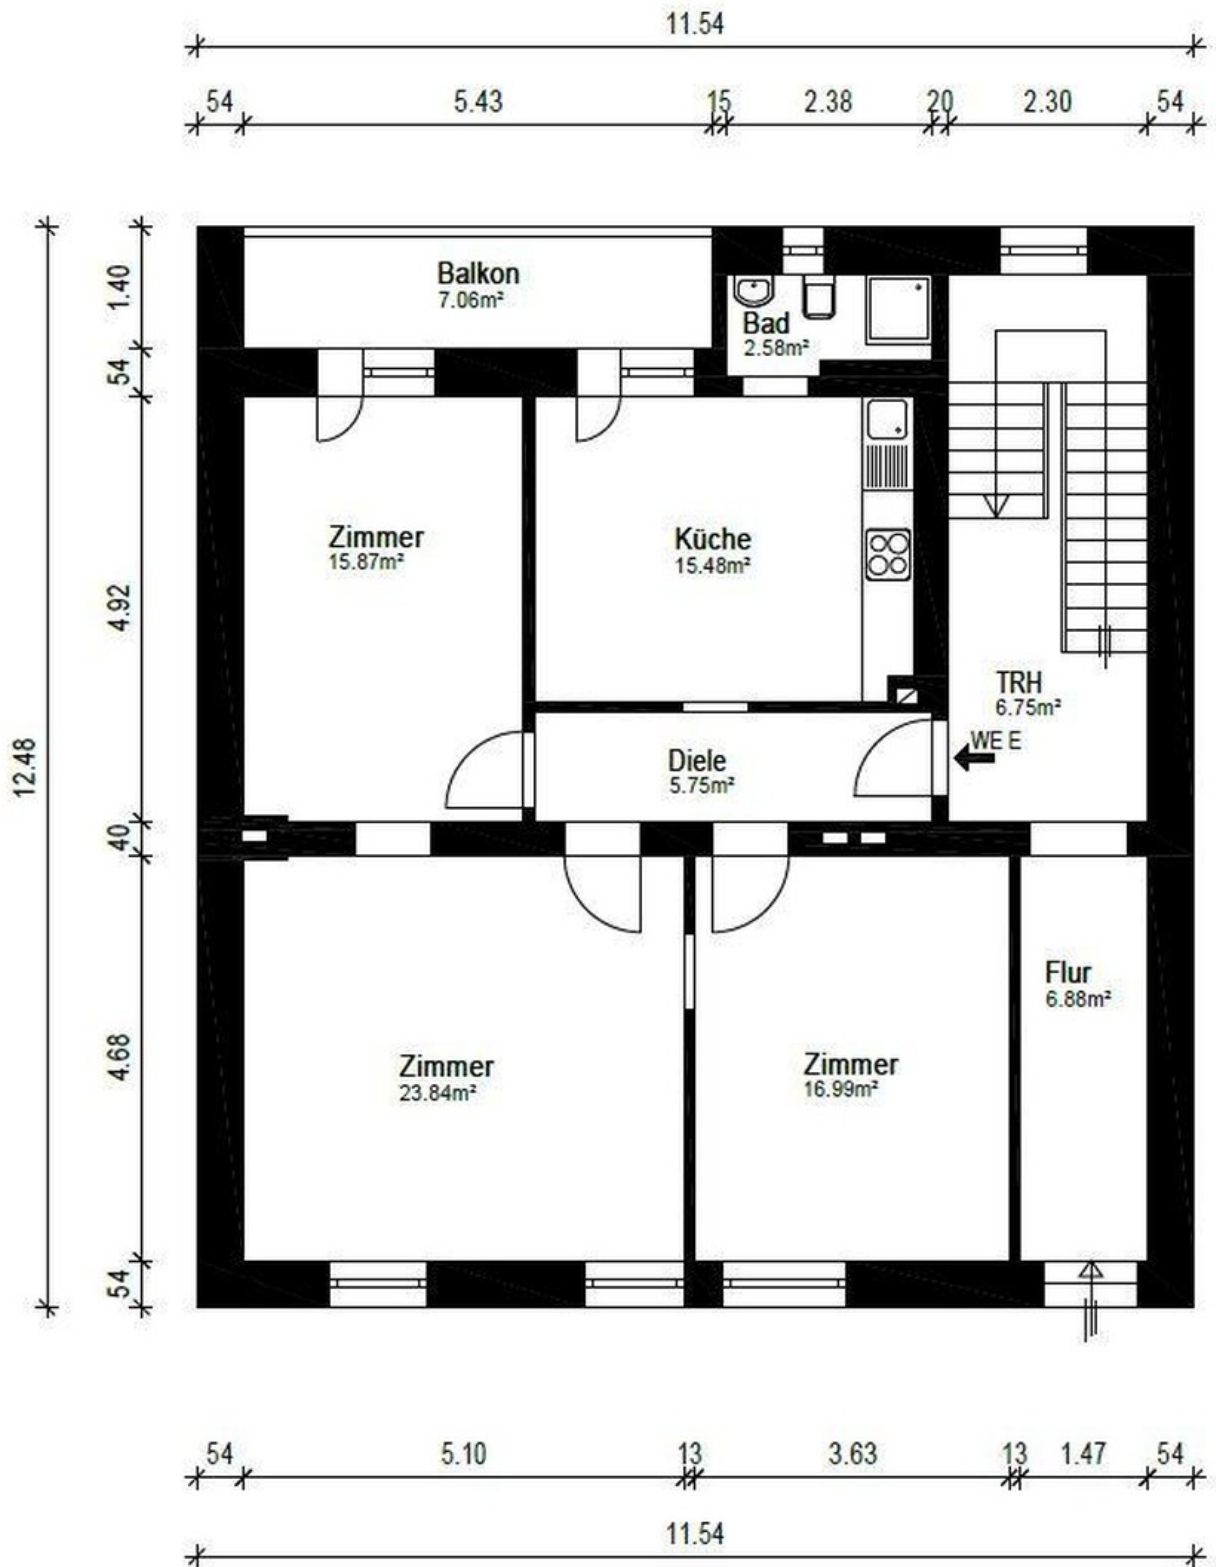 11.54
54 5.43 15 2.38 20 2.30 54
1.40
54
4.92
40
4.68
54
12.48
Balkon
7.06m²
Bad
2.58m²
Zimmer
15.87m²
Küche
15.48m²
TRH
6.75m²
WE E
Diele
5.75m²
Flur
6.88m²
Zimmer
23.84m²
Zimmer
16.99m²
54 5.10 13 3.63 13 1.47 54
11.54